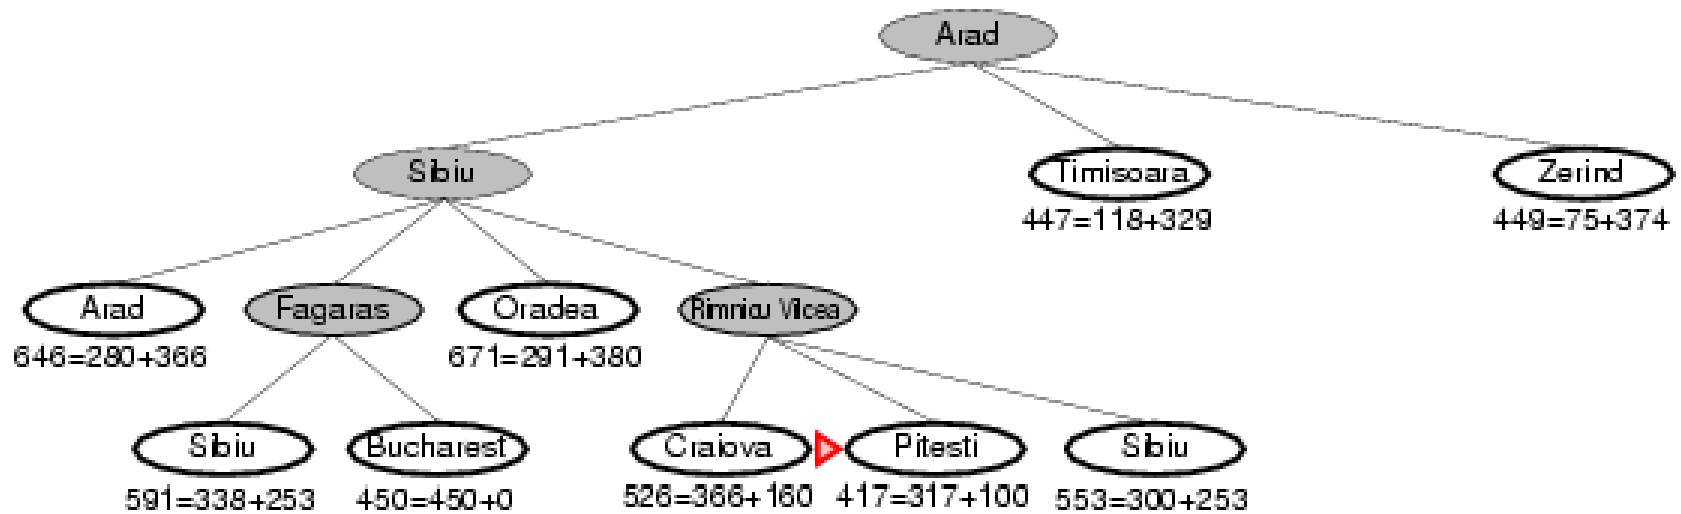 Arad
Sibiu
Timisoara
Zerind
447=118+329
449=75+374
Arad
Fagaras
Oradea
Rimnicu Vilcea
646=280+366
671=291+380
Sibiu
Bucharest
Craiova
Pitesti
Sibiu
591=338+253
450=450+0
526=366+160
417=317+100
553=300+253